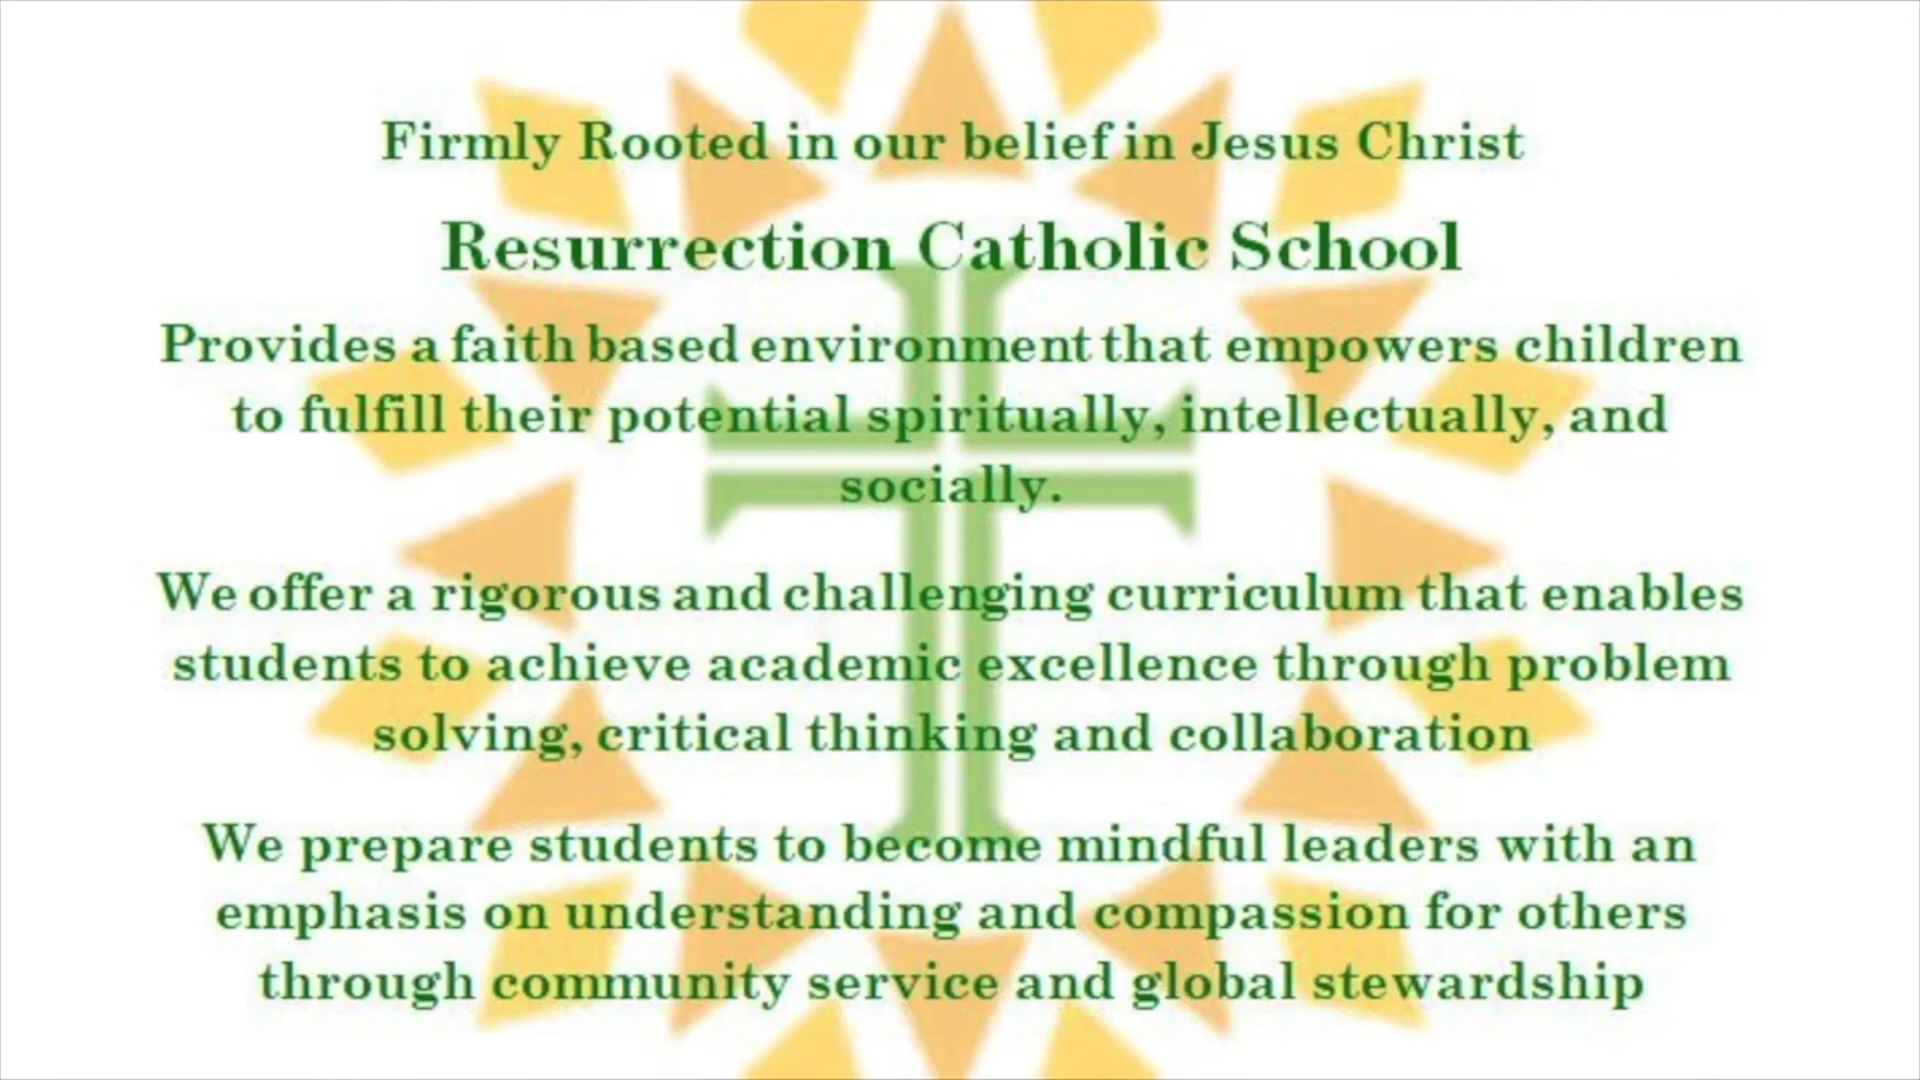 Firmly Rooted in our belief in Jesus Christ
Resurrection Catholic School
Provides a faith based environment that empowers children
to fulfill their potential spiritually, intellectually, and
socially.
We offer a rigorous and challenging curriculum that enables
students to achieve academic excellence through problem
solving, critical thinking and collaboration
We prepare students to become mindful leaders with an
emphasis on understanding and compassion for others
through community service and global stewardship